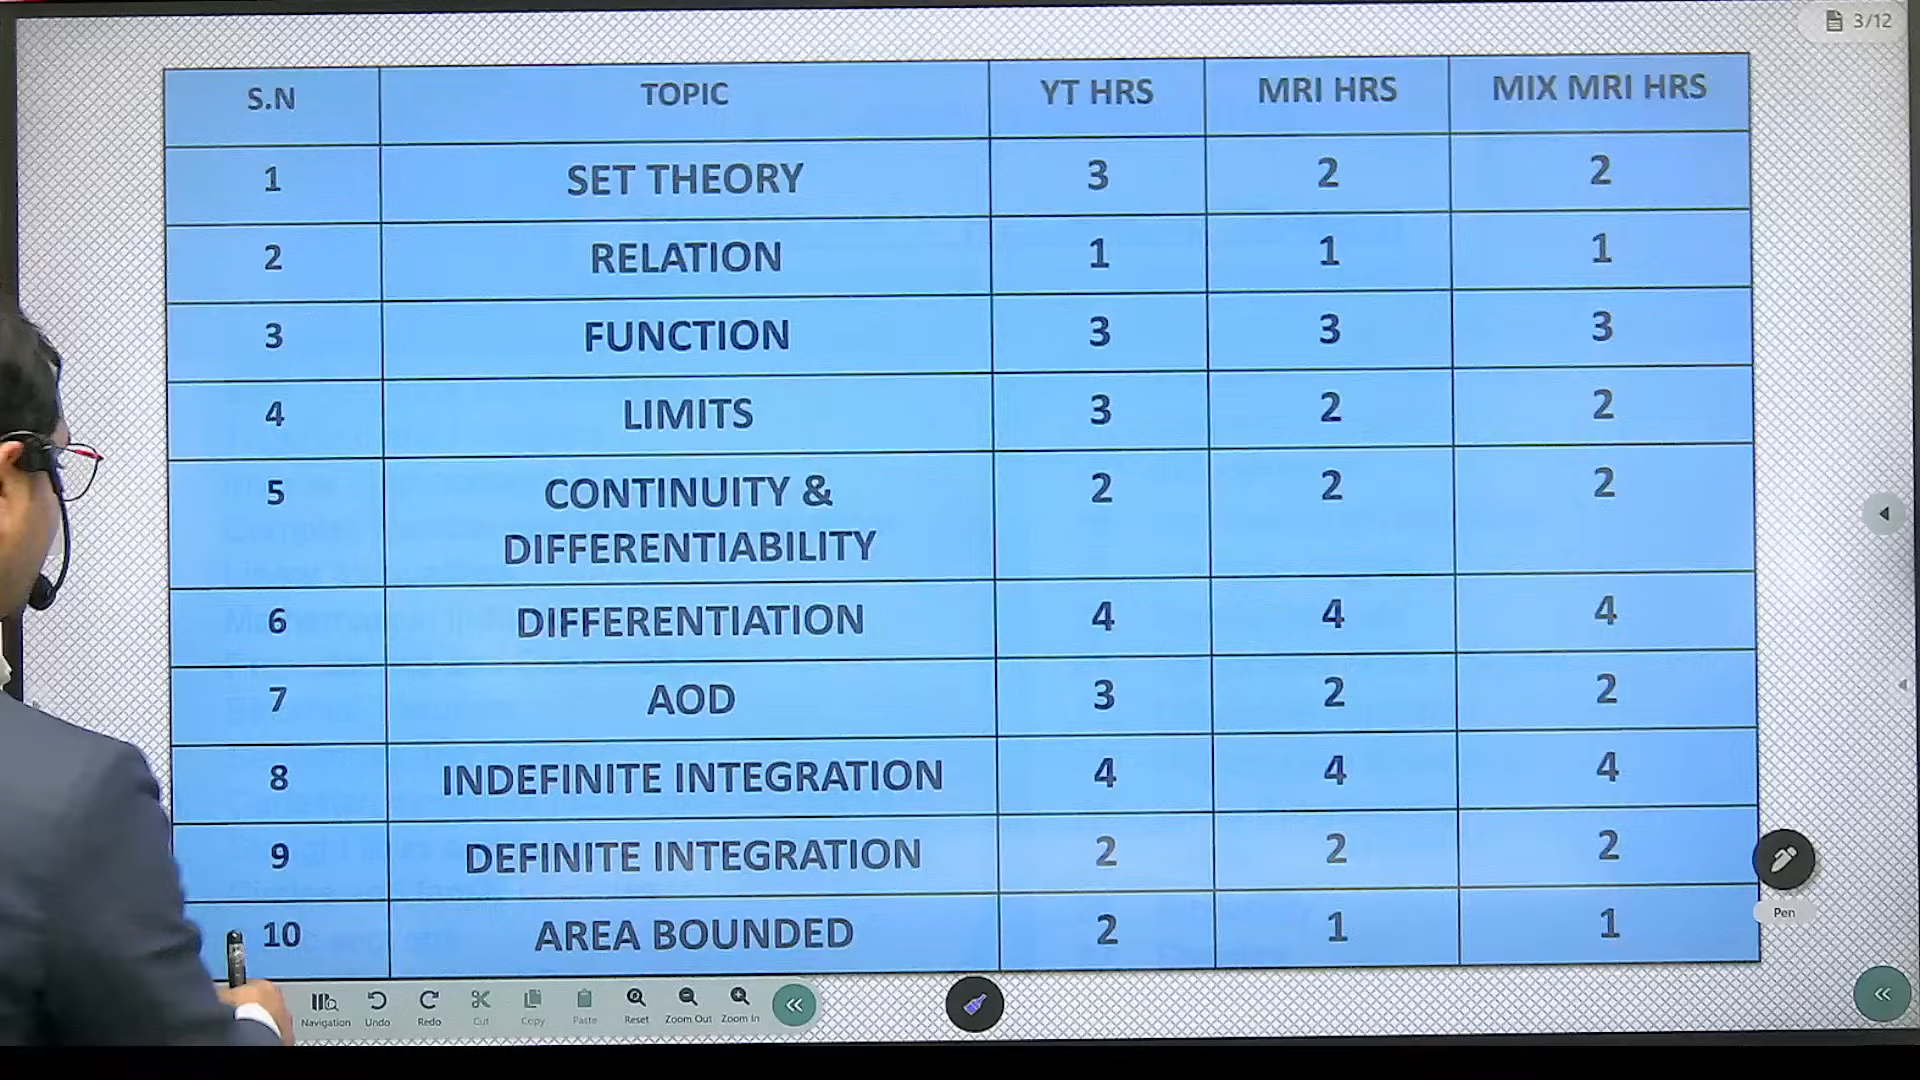 3/12
S.N TOPIC YT HRS MRI HRS MIX MRI HRS
1 SET THEORY 3 2 2
2 RELATION 1 1 1
3 FUNCTION 3 3 3
4 LIMITS 3 2 2
5 CONTINUITY & 2 2 2
DIFFERENTIABILITY
6 DIFFERENTIATION 4 4 4
7 AOD 3 2 2
8 INDEFINITE INTEGRATION 4 4 4
9 DEFINITE INTEGRATION 2 2 2
10 AREA BOUNDED 2 1 1
Pen
Navigation Undo Redo Cut Copy Paste Reset Zoom Out Zoom In